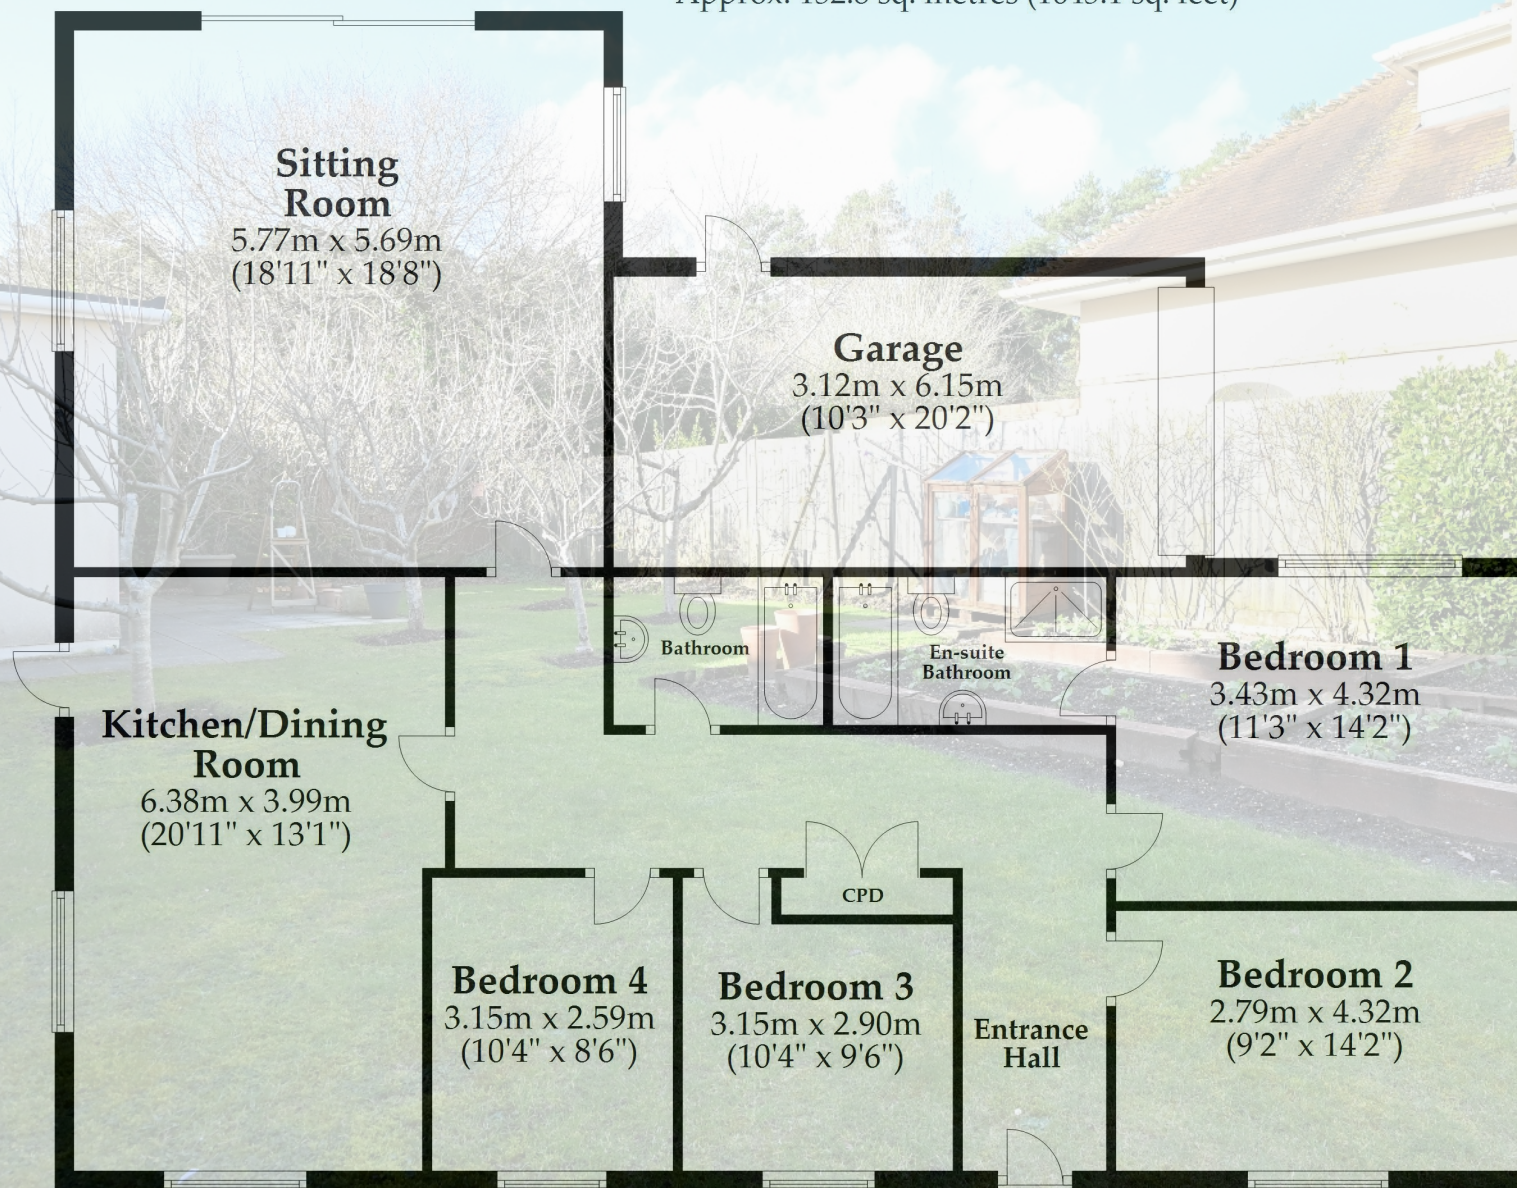 Sitting
Room
5.77m x 5.69m
(18'11" x 18'8")
Garage
3.12m x 6.15m
(10'3" x 20'2")
Bathroom
En-suite
Bathroom
Bedroom 1
3.43m x 4.32m
(11'3" x 14'2")
Kitchen/Dining
Room
6.38m x 3.99m
(20'11" x 13'1")
CPD
Bedroom 4
3.15m x 2.59m
(10'4" x 8'6")
Bedroom 3
3.15m x 2.90m
(10'4" x 9'6")
Entrance
Hall
Bedroom 2
2.79m x 4.32m
(9'2" x 14'2")